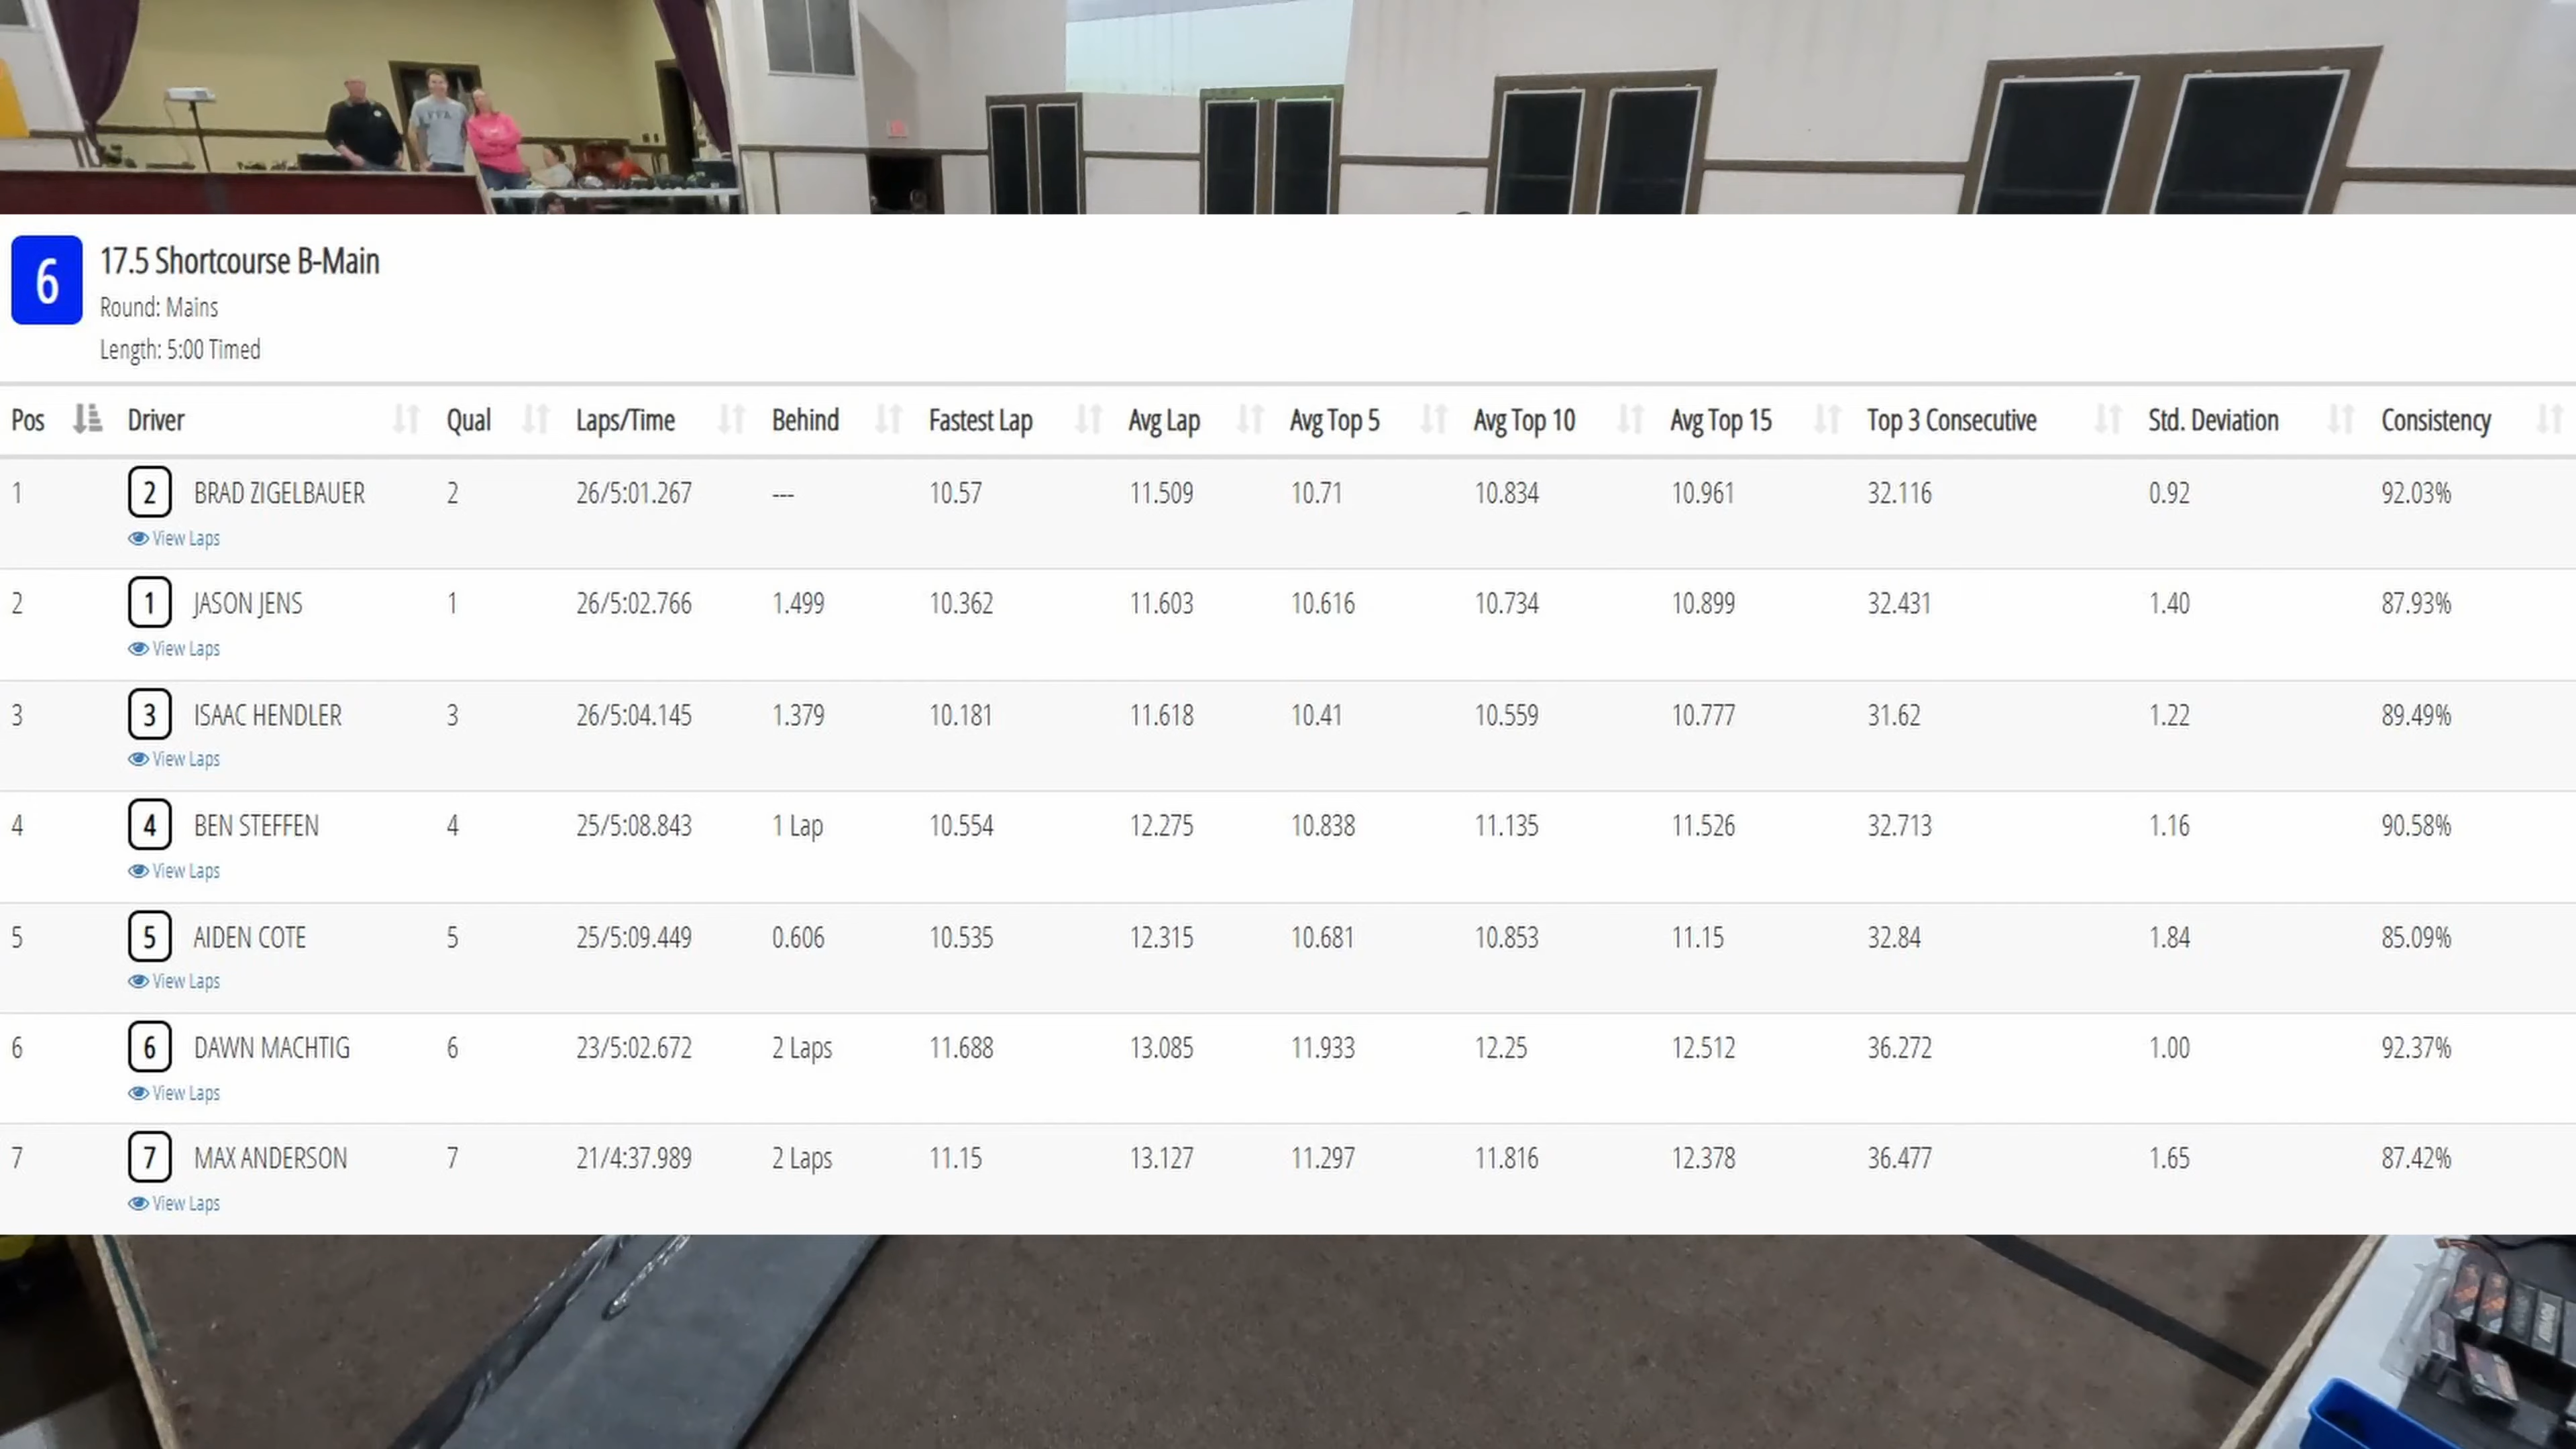 6
17.5 Shortcourse B-Main
Round: Mains
Length: 5:00 Timed
Pos Driver Qual Laps/Time Behind Fastest Lap Avg Lap Avg Top 5 Avg Top 10 Avg Top 15 Top 3 Consecutive Std. Deviation Consistency
1 2 BRAD ZIGELBAUER 2 26/5:01.267 --- 10.57 11.509 10.71 10.834 10.961 32.116 0.92 92.03%
View Laps
2 1 JASON JENS 1 26/5:02.766 1.499 10.362 11.603 10.616 10.734 10.899 32.431 1.40 87.93%
View Laps
3 3 ISAAC HENDLER 3 26/5:04.145 1.379 10.181 11.618 10.41 10.559 10.777 31.62 1.22 89.49%
View Laps
4 4 BEN STEFFEN 4 25/5:08.843 1 Lap 10.554 12.275 10.838 11.135 11.526 32.713 1.16 90.58%
View Laps
5 5 AIDEN COTE 5 25/5:09.449 0.606 10.535 12.315 10.681 10.853 11.15 32.84 1.84 85.09%
View Laps
6 6 DAWN MACHTIG 6 23/5:02.672 2 Laps 11.688 13.085 11.933 12.25 12.512 36.272 1.00 92.37%
View Laps
7 7 MAX ANDERSON 7 21/4:37.989 2 Laps 11.15 13.127 11.297 11.816 12.378 36.477 1.65 87.42%
View Laps